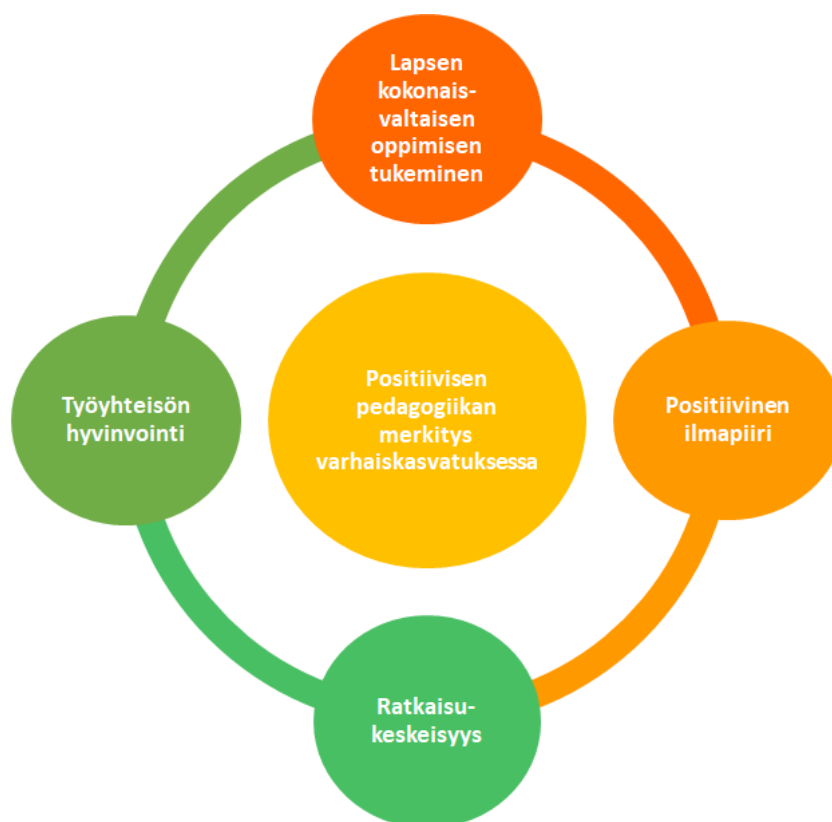 Lapsen
kokonais-
valtaisen
oppimisen
tukeminen
Positiivisen
pedagogiikan
merkitys
varhaiskasvatuksessa
Työyhteisön
hyvinvointi
Positiivinen
ilmapiiri
Ratkaisu-
keskeisyys